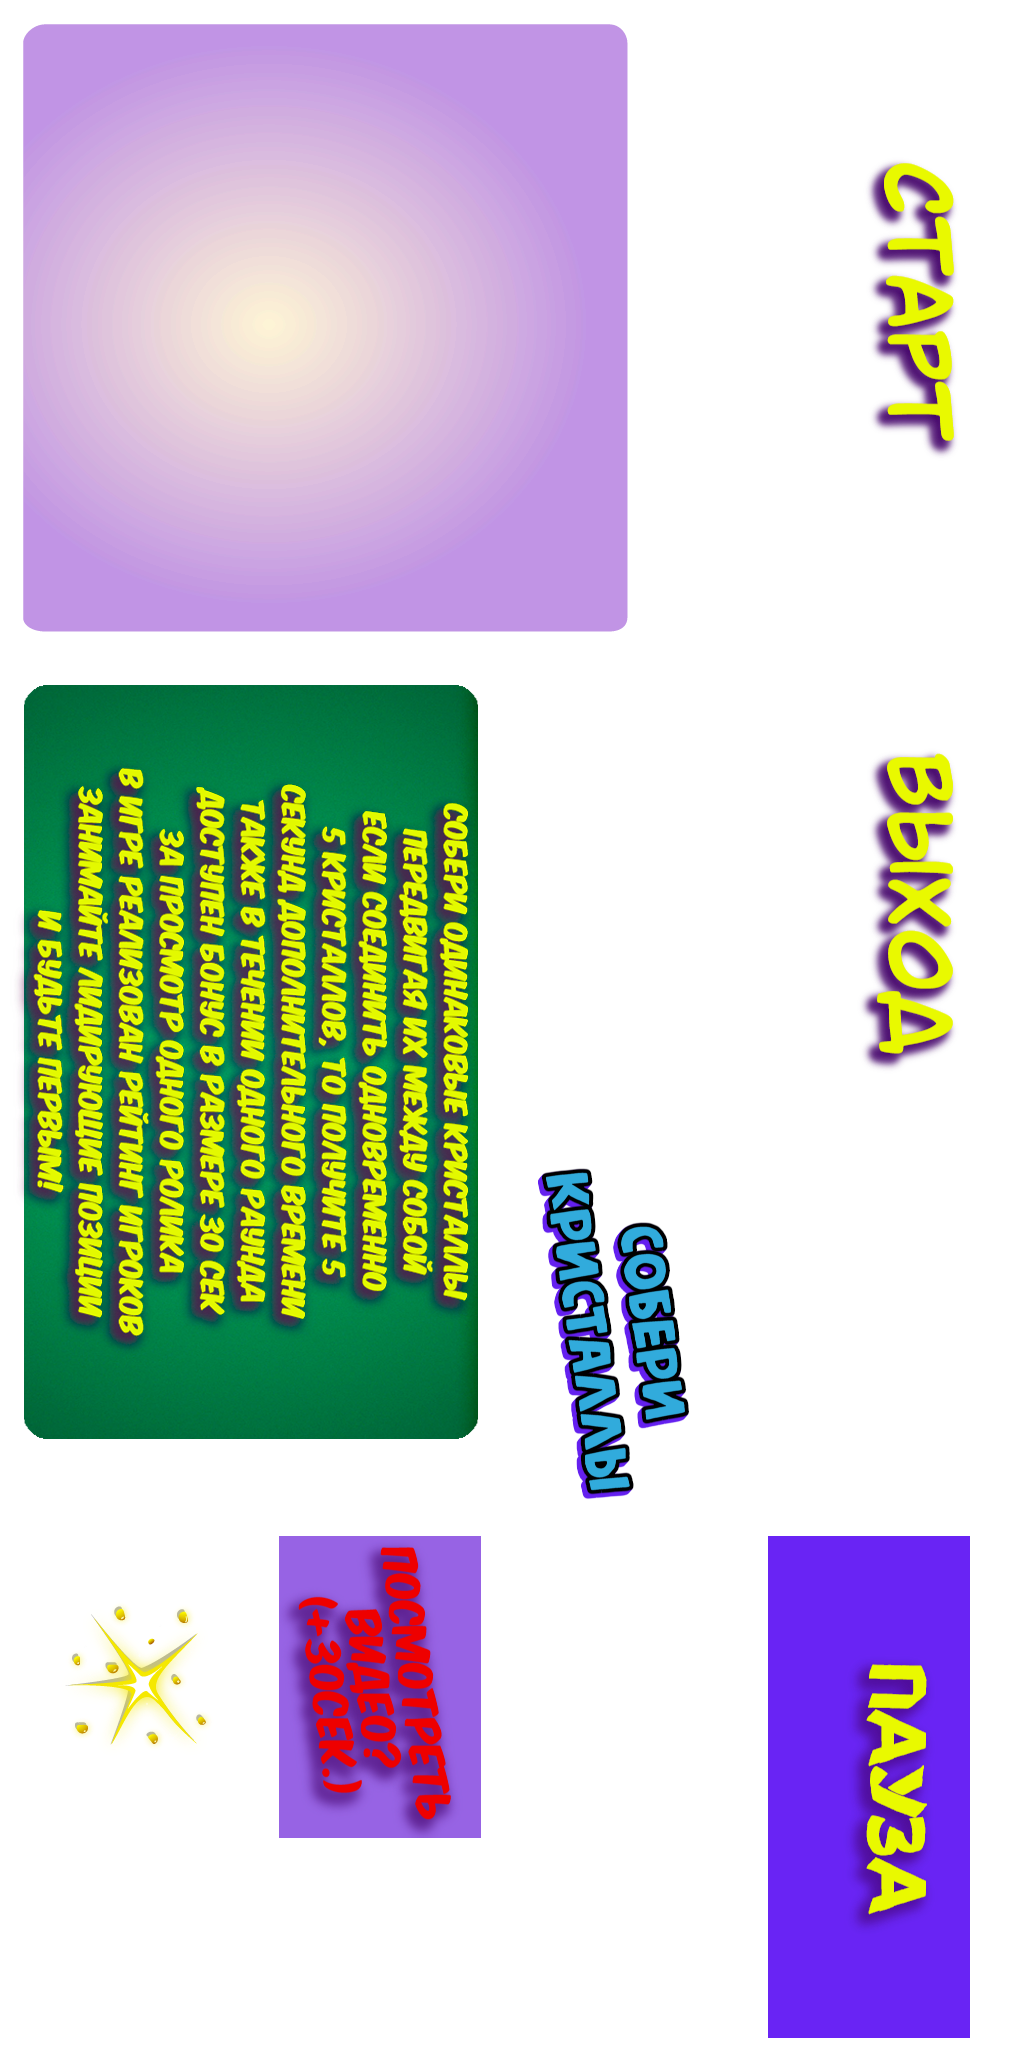 СТАРТ
ВЫХОД
СОБЕРИ ОДИНАКОВЫЕ КРИСТАЛЛЫ
ПЕРЕДВИГАЯ ИХ МЕЖДУ СОБОЙ
ЕСЛИ СОЕДИНИТЬ ОДНОВРЕМЕННО
5 КРИСТАЛЛОВ, ТО ПОЛУЧИТЕ 5
СЕКУНД ДОПОЛНИТЕЛЬНОГО ВРЕМЕНИ
ТАКЖЕ В ТЕЧЕНИИ ОДНОГО РАУНДА
ДОСТУПЕН БОНУС В РАЗМЕРЕ 30 СЕК
ЗА ПРОСМОТР ОДНОГО РОЛИКА
В ИГРЕ РЕАЛИЗОВАН РЕЙТИНГ ИГРОКОВ
ЗАНИМАЙТЕ ЛИДИРУЮЩИЕ ПОЗИЦИИ
И БУДЬТЕ ПЕРВЫМ!
СОБЕРИ
КРИСТАЛЛЫ
ПОСМОТРЕТЬ
ВИДЕО?
(+30СЕК.)
ПАУЗА